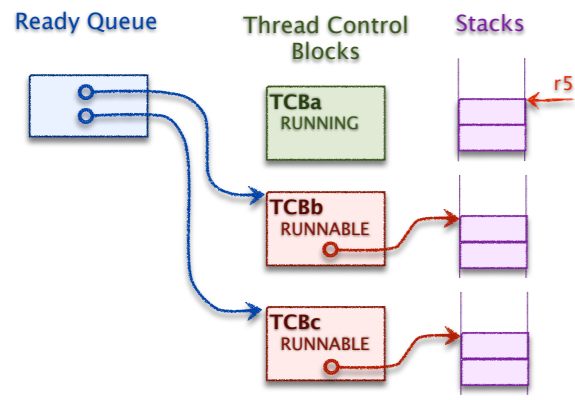 Ready Queue
Thread Control
Blocks
Stacks
TCBa
RUNNING
r5
TCBb
RUNNABLE
TCBc
RUNNABLE